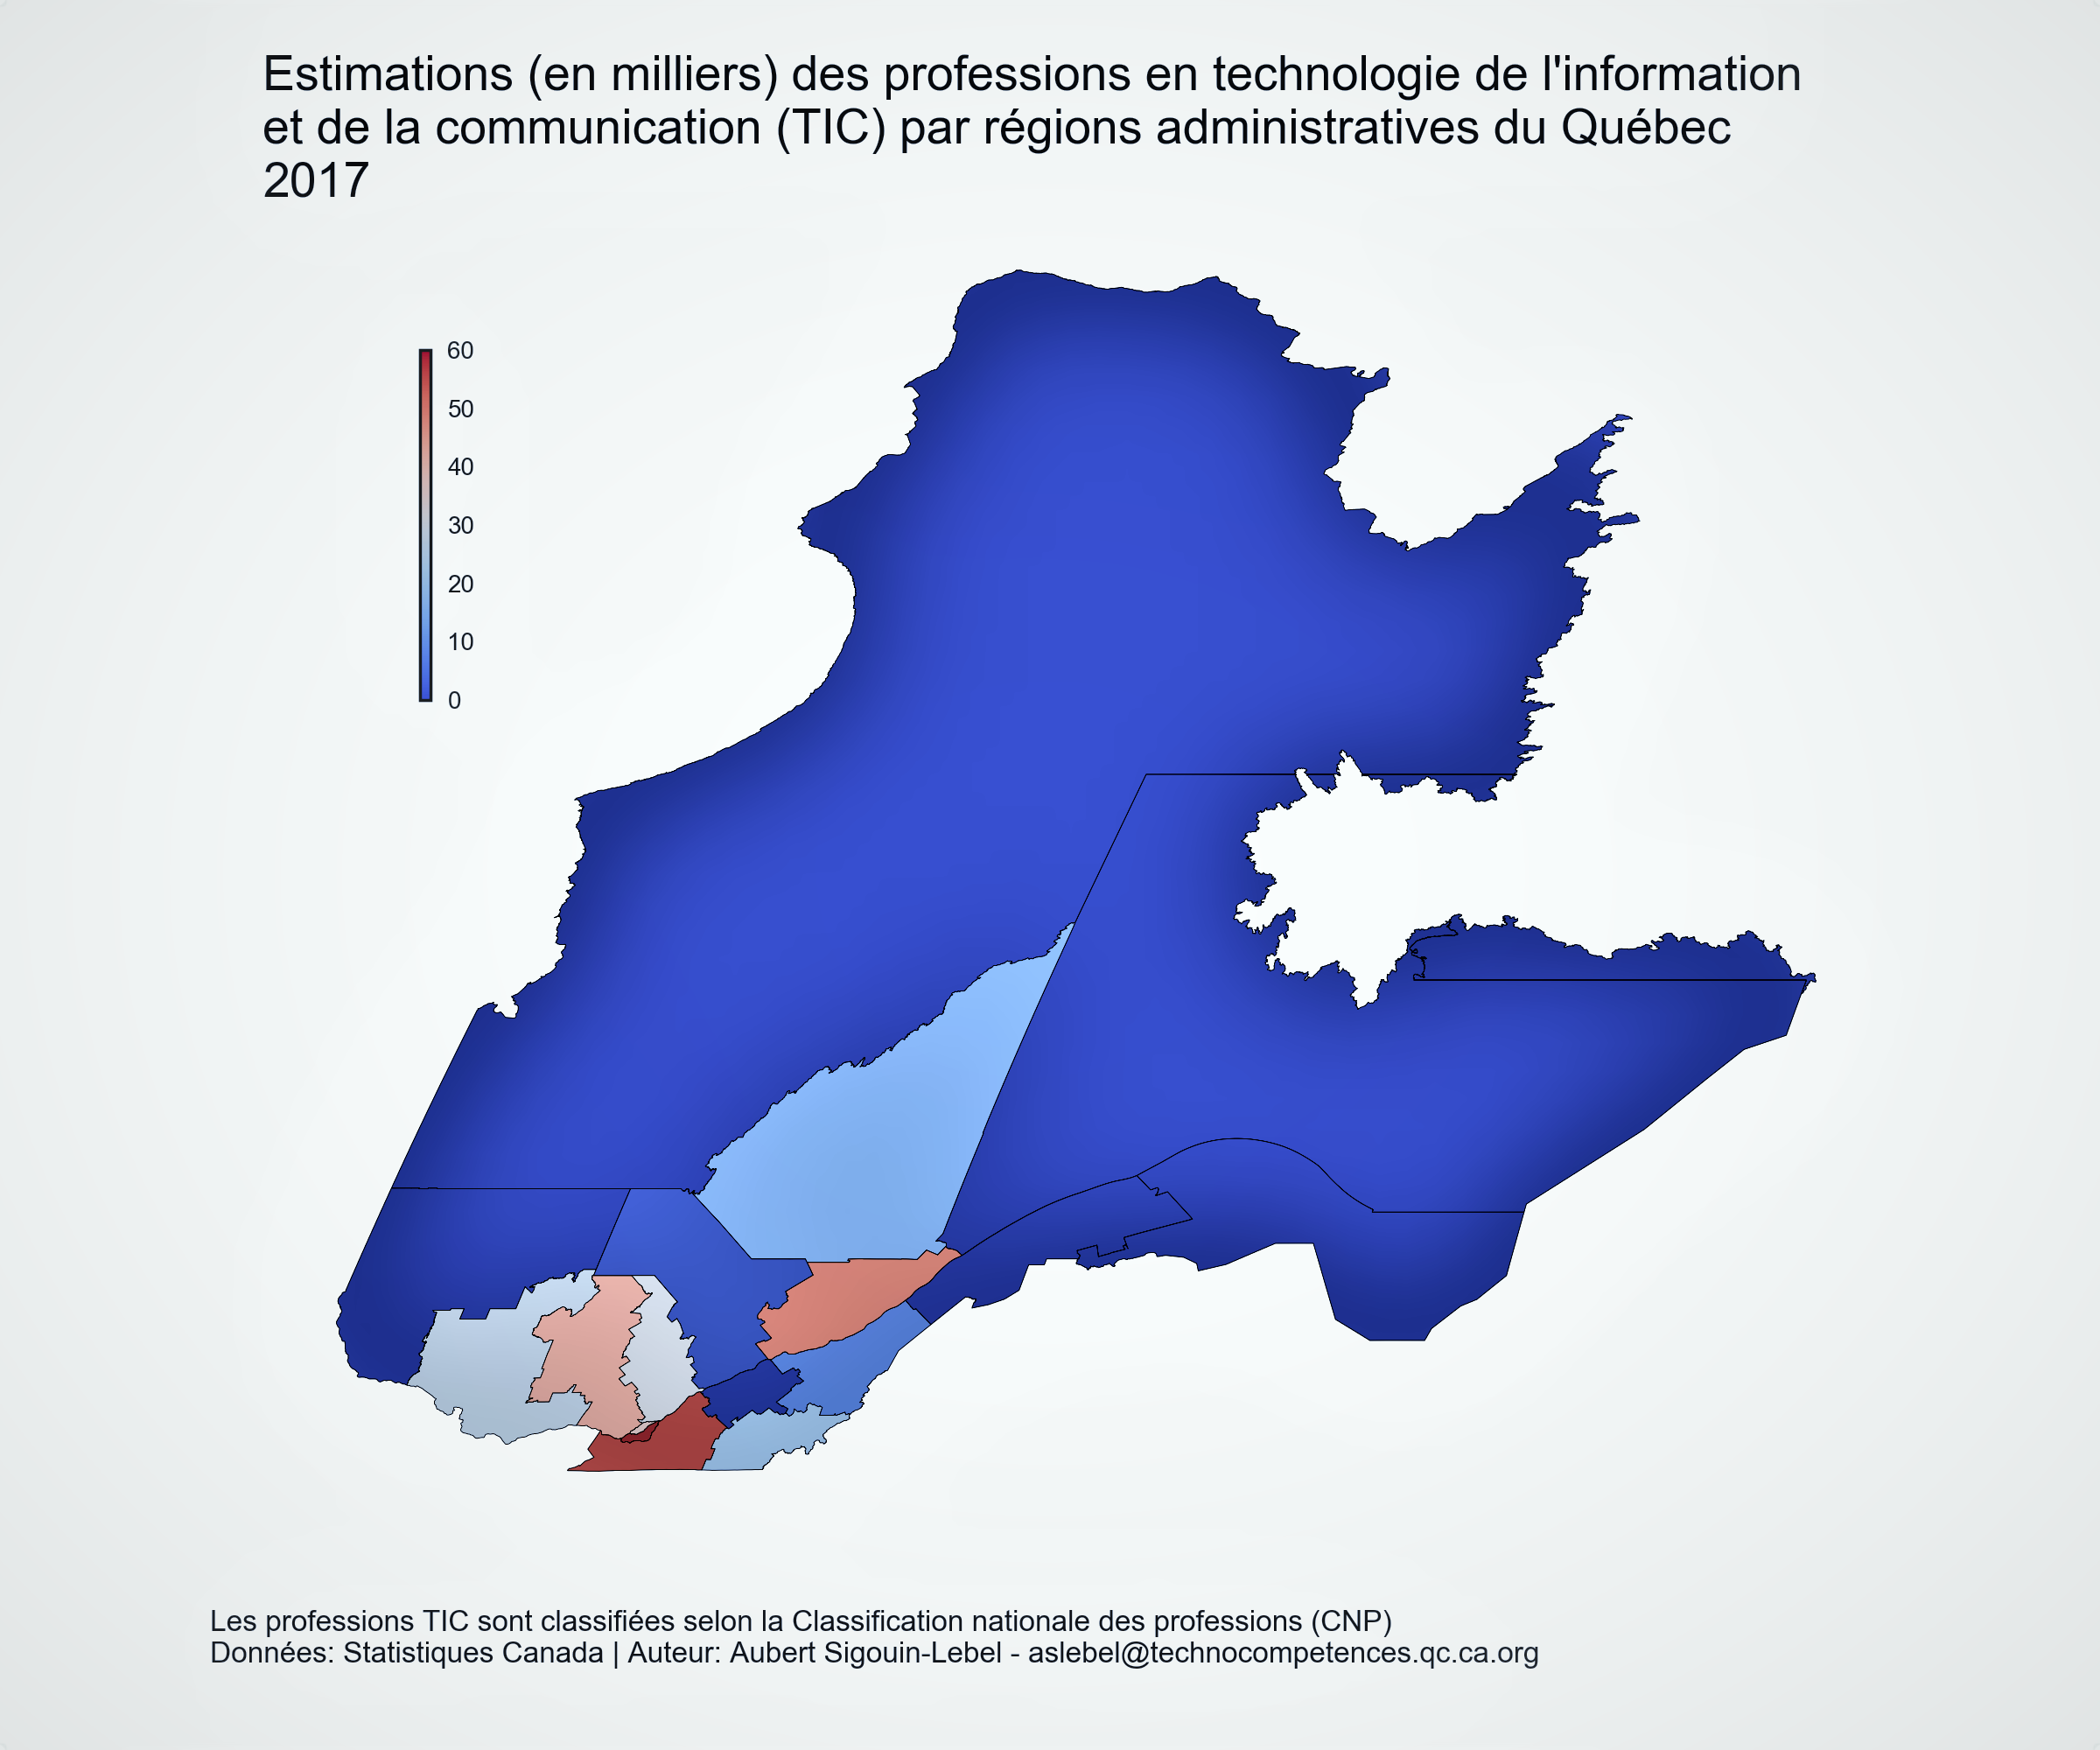 Estimations (en milliers) des professions en technologie de l'information
et de la communication (TIC) par régions administratives du Québec
2017
60
50
40
30
20
10
0
Les professions TIC sont classifiées selon la Classification nationale des professions (CNP)
Données: Statistiques Canada | Auteur: Aubert Sigouin-Lebel - aslebel@technocompetences.qc.ca.org